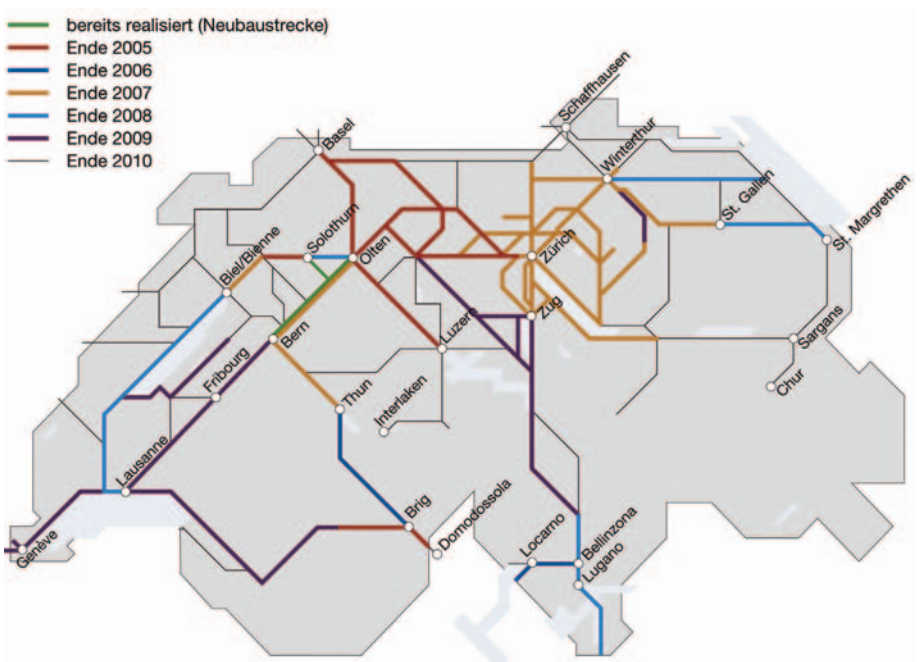 bereits realisiert (Neubaustrecke)
Ende 2005
Ende 2006
Ende 2007
Ende 2008
Ende 2009
Ende 2010
Schaffhausen
Basel
Winterthur
St. Gallen
St. Margrethen
Solothurn
Olten
Zürich
Biel/Bienne
Bern
Luzern
Zug
Sargans
Chur
Fribourg
Thun
Interlaken
Lausanne
Brig
Domodossola
Locarno
Bellinzona
Lugano
Genève